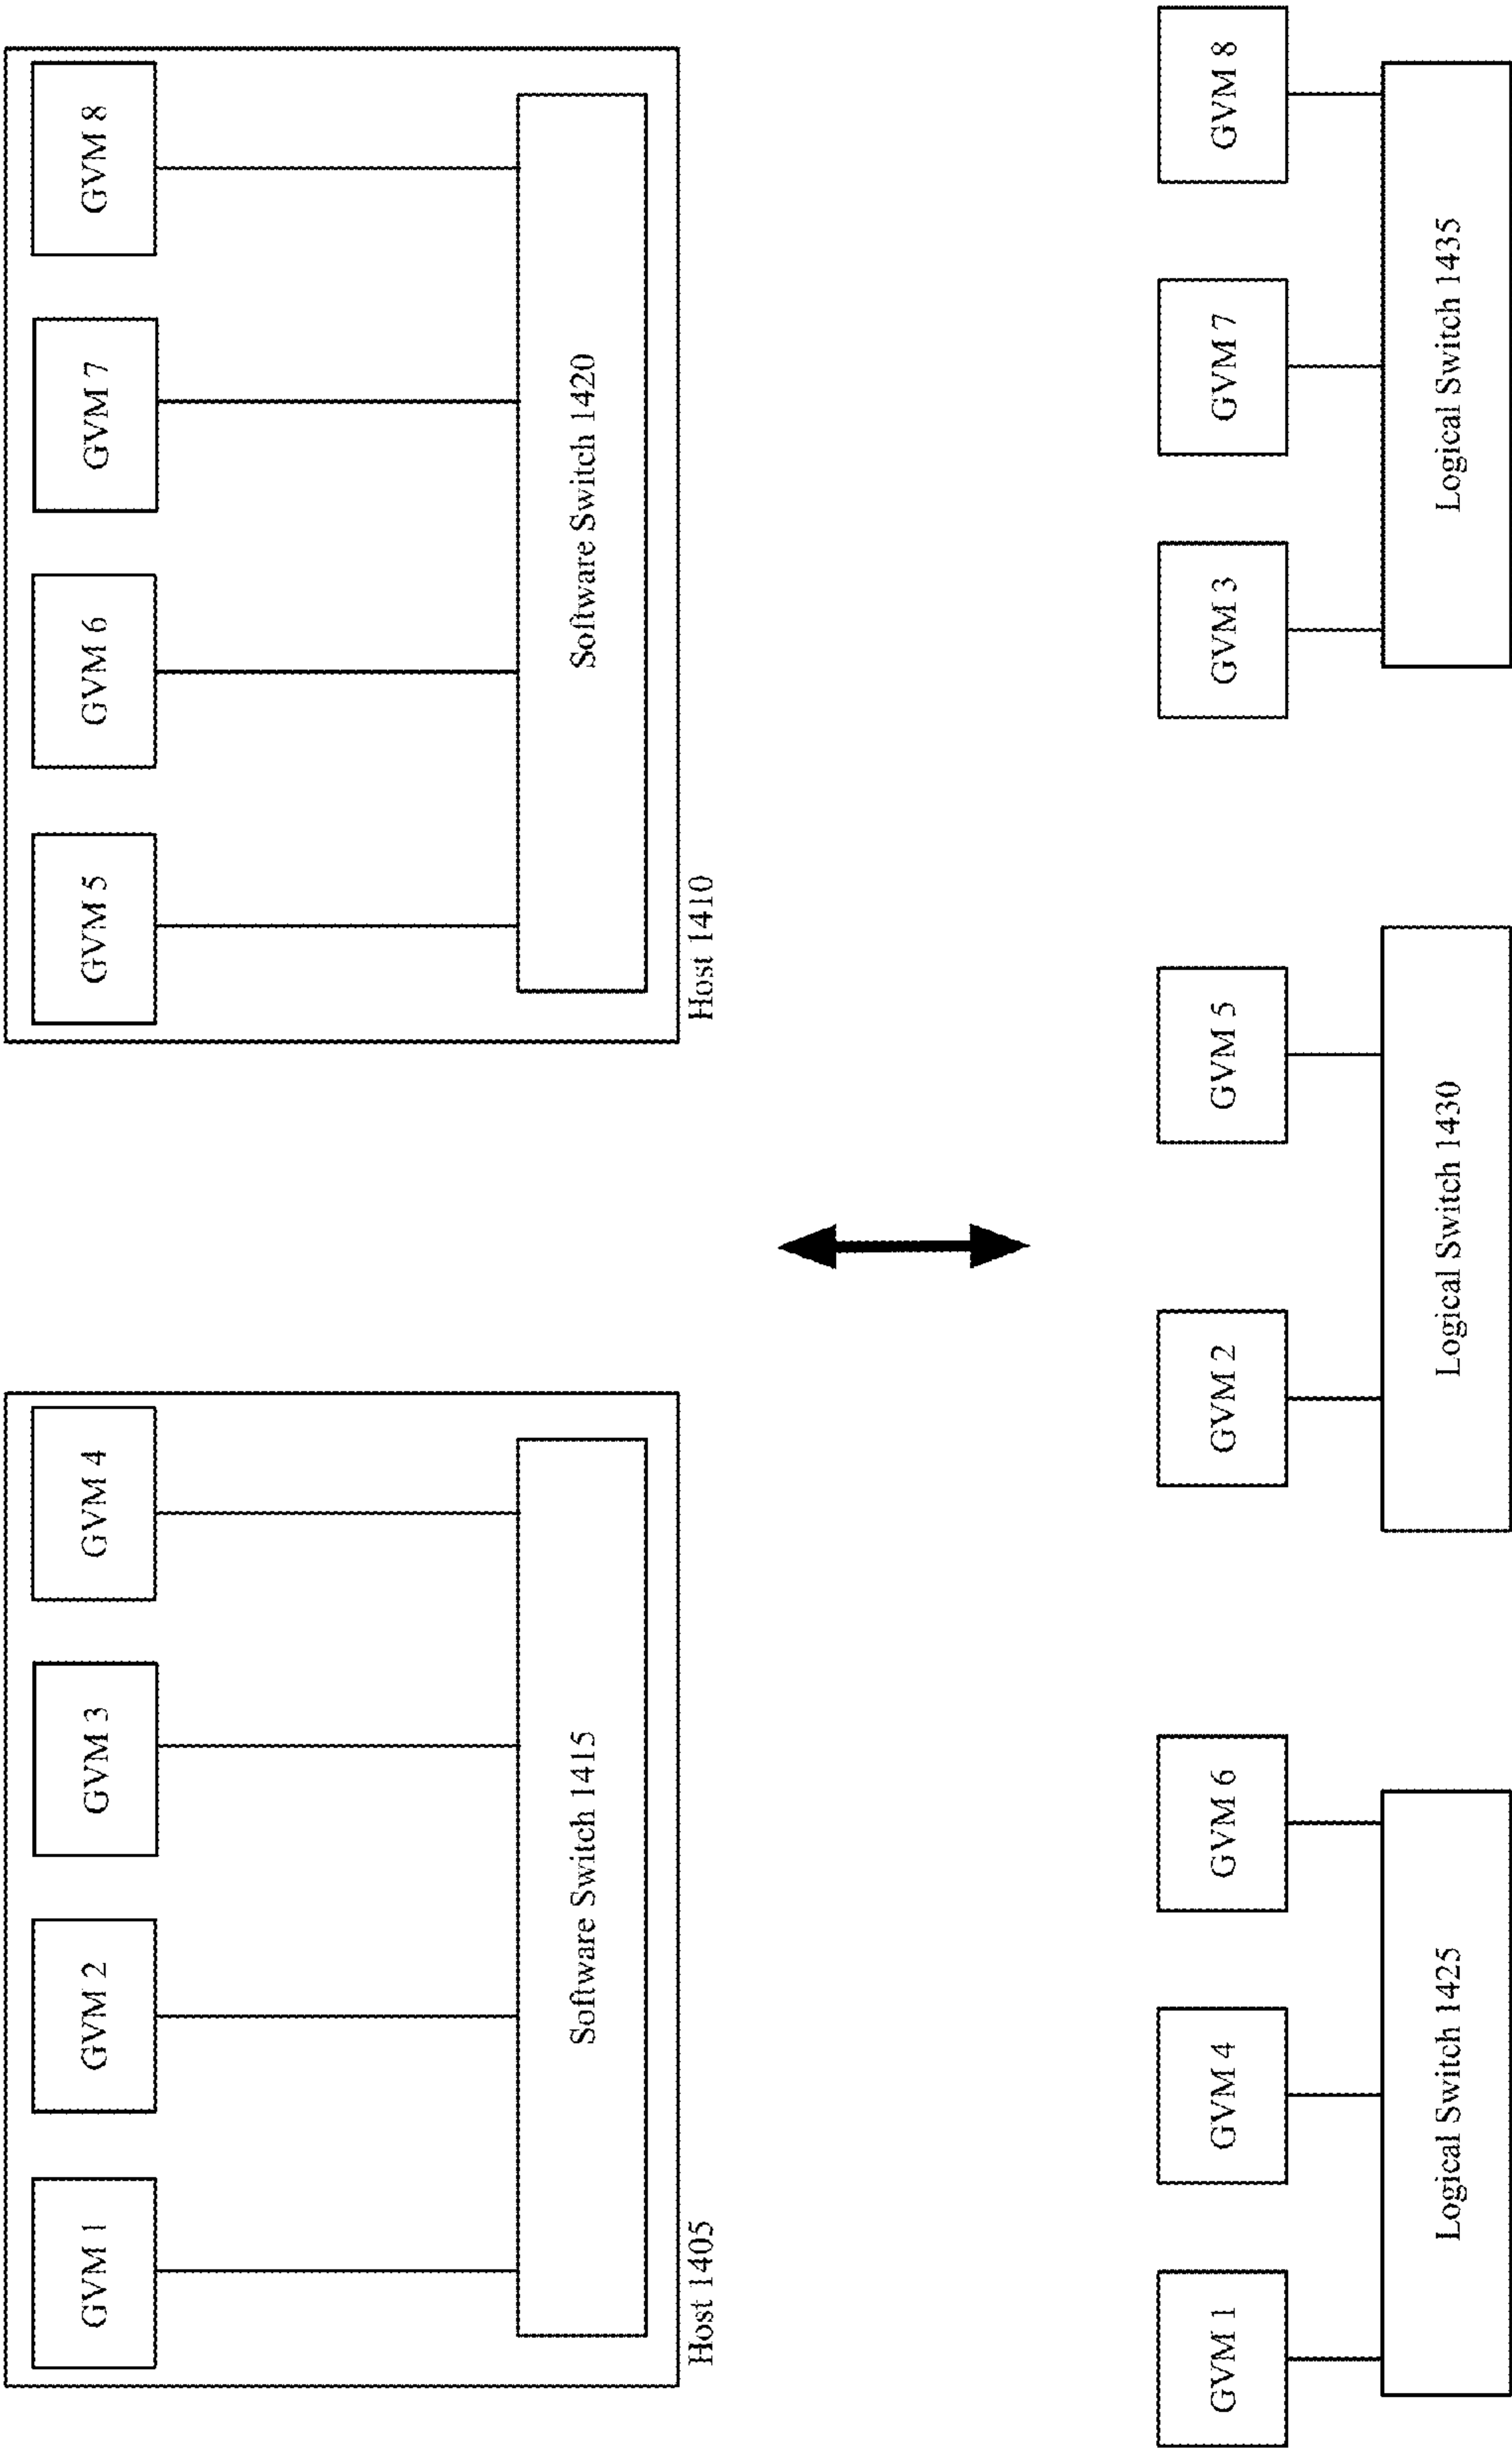 GVM 1
GVM 2
GVM 3
GVM 4
Software Switch 1415
Host 1405
GVM 5
GVM 6
GVM 7
GVM 8
Software Switch 1420
Host 1410
GVM 1
GVM 4
GVM 6
Logical Switch 1425
GVM 2
GVM 5
Logical Switch 1430
GVM 3
GVM 7
GVM 8
Logical Switch 1435